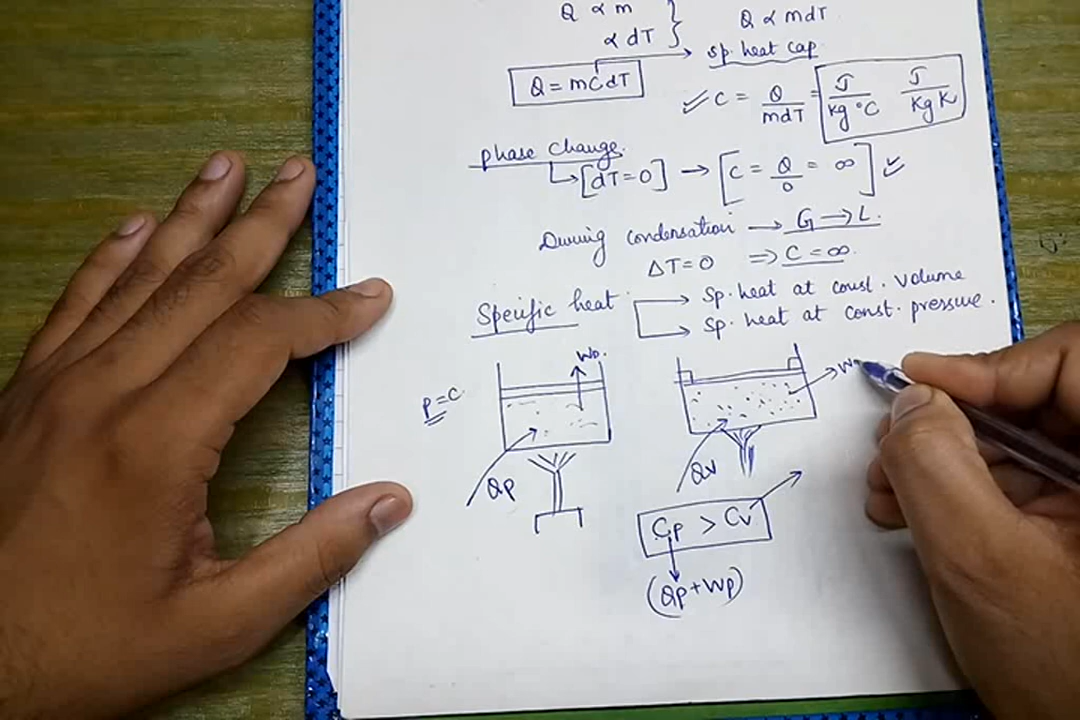 Q ∝ m
∝ dT
Q ∝ mdT
sp. heat cap
Q = mCdT
C = Q/mdT = J/kg °C J/kg K
phase change
[dT=0] → [C = Q/0 = ∞]
During condensation → G → L.
ΔT=0 ⇒ C = ∞.
Specific heat
Sp. heat at const. volume
Sp. heat at const. pressure.
P=C
Qp
Qv
Cp > Cv
(Qp+Wp)